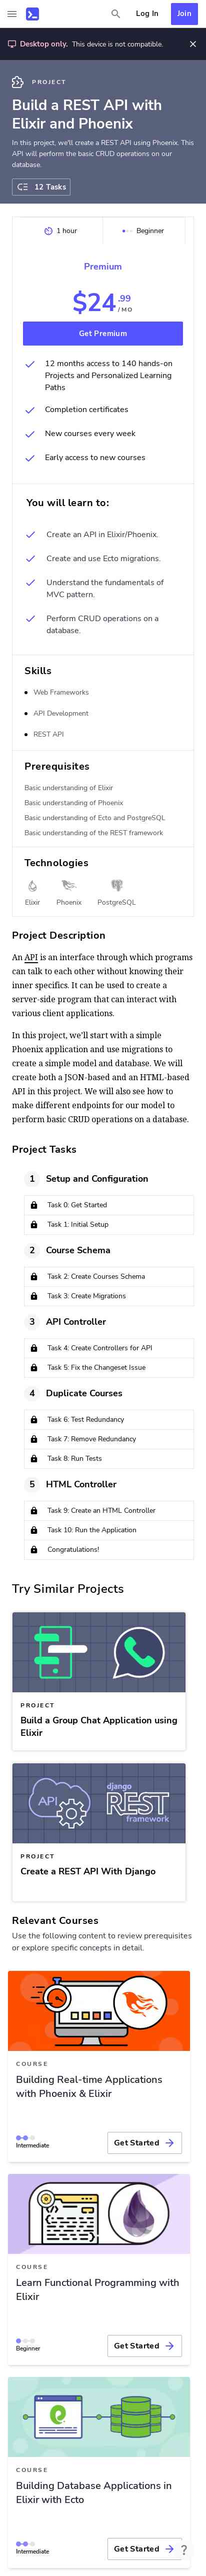 Log In
Join
Desktop only. This device is not compatible.
PROJECT
Build a REST API with
Elixir and Phoenix
In this project, we'll create a REST API using Phoenix. This
API will perform the basic CRUD operations on our
database.
12 Tasks
1 hour
Beginner
Premium
$24.99
/MO
Get Premium
12 months access to 140 hands-on
Projects and Personalized Learning
Paths
Completion certificates
New courses every week
Early access to new courses
You will learn to:
Create an API in Elixir/Phoenix.
Create and use Ecto migrations.
Understand the fundamentals of
MVC pattern.
Perform CRUD operations on a
database.
Skills
Web Frameworks
API Development
REST API
Prerequisites
Basic understanding of Elixir
Basic understanding of Phoenix
Basic understanding of Ecto and PostgreSQL
Basic understanding of the REST framework
Technologies
Elixir
Phoenix
PostgreSQL
Project Description
An API is an interface through which programs
can talk to each other without knowing their
inner specifics. It can be used to create a
server-side program that can interact with
various client applications.
In this project, we'll start with a simple
Phoenix application and use migrations to
create a simple model and database. We will
create both a JSON-based and an HTML-based
API in this project. We will also see how to
make different endpoints for our model to
perform basic CRUD operations on a database.
Project Tasks
1 Setup and Configuration
Task 0: Get Started
Task 1: Initial Setup
2 Course Schema
Task 2: Create Courses Schema
Task 3: Create Migrations
3 API Controller
Task 4: Create Controllers for API
Task 5: Fix the Changeset Issue
4 Duplicate Courses
Task 6: Test Redundancy
Task 7: Remove Redundancy
Task 8: Run Tests
5 HTML Controller
Task 9: Create an HTML Controller
Task 10: Run the Application
Congratulations!
Try Similar Projects
PROJECT
Build a Group Chat Application using
Elixir
API
django
REST
framework
PROJECT
Create a REST API With Django
Relevant Courses
Use the following content to review prerequisites
or explore specific concepts in detail.
COURSE
Building Real-time Applications
with Phoenix & Elixir
Intermediate
Get Started
COURSE
Learn Functional Programming with
Elixir
Beginner
Get Started
COURSE
Building Database Applications in
Elixir with Ecto
Intermediate
Get Started
?